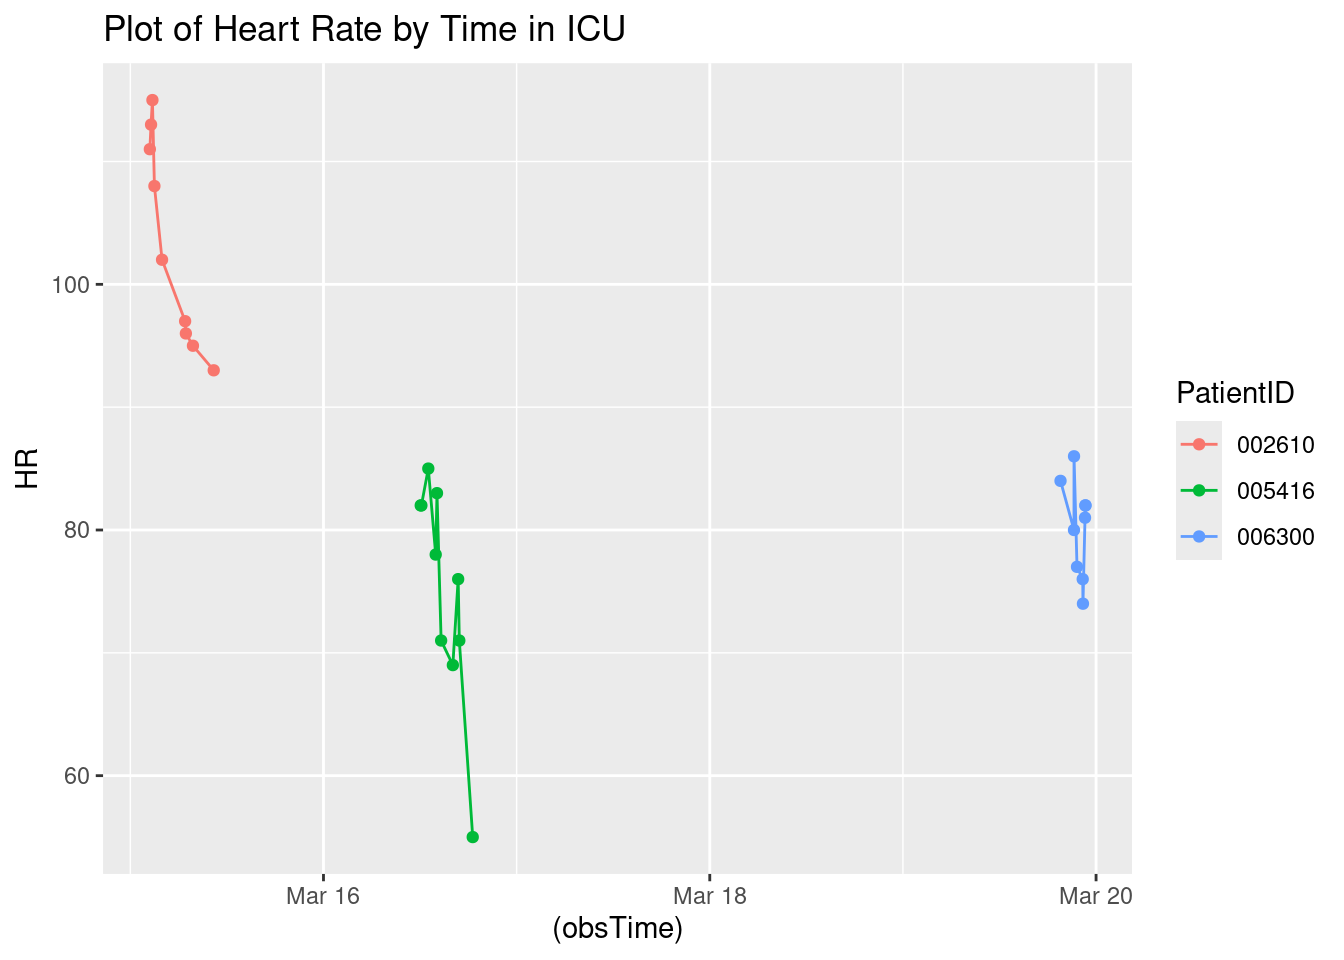 Plot of Heart Rate by Time in ICU
100
80
60
HR
Mar 16
Mar 18
Mar 20
(obsTime)
PatientID
002610
005416
006300